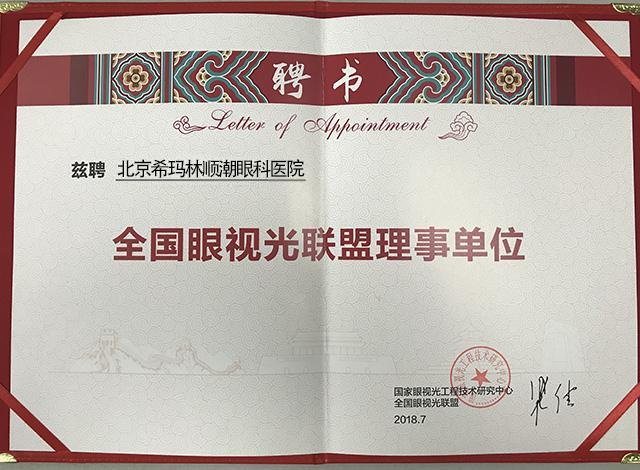 聘书
Letter of Appointment
兹聘 北京希玛林顺潮眼科医院
全国眼视光联盟理事单位
国家眼视光工程技术研究中心
全国眼视光联盟
2018.7